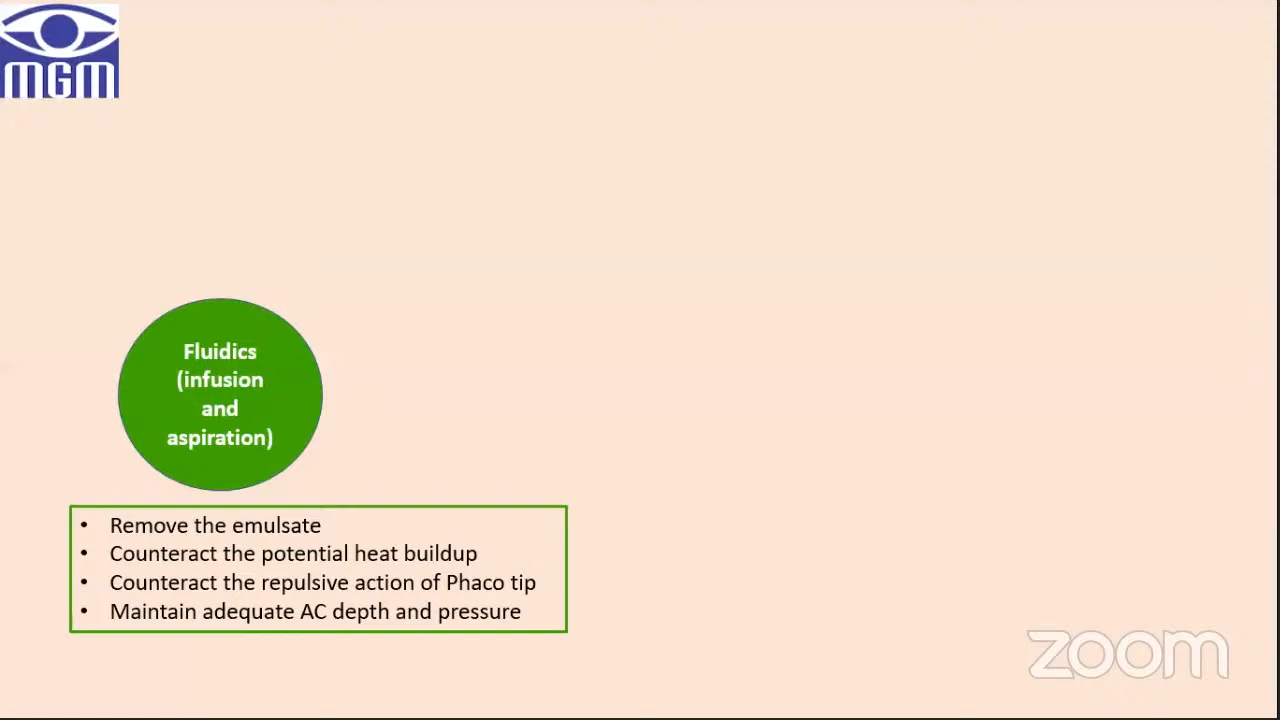 MGM
Fluidics
(infusion
and
aspiration)
• Remove the emulsate
• Counteract the potential heat buildup
• Counteract the repulsive action of Phaco tip
• Maintain adequate AC depth and pressure
zoom